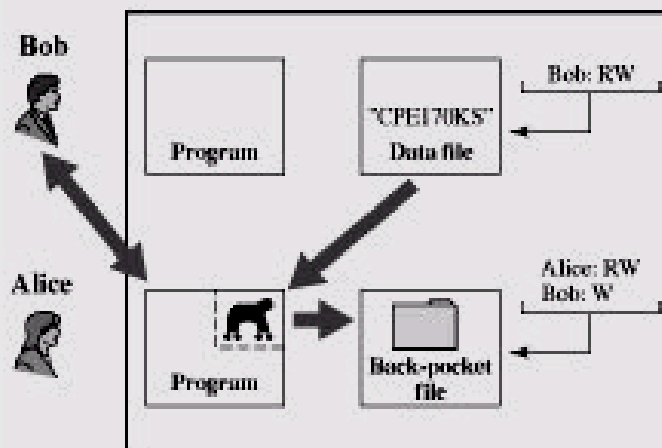 Bob
Program
"CPE170KS"
Data file
Bob: RW
Alice
Program
Back-pocket
file
Alice: RW
Bob: W